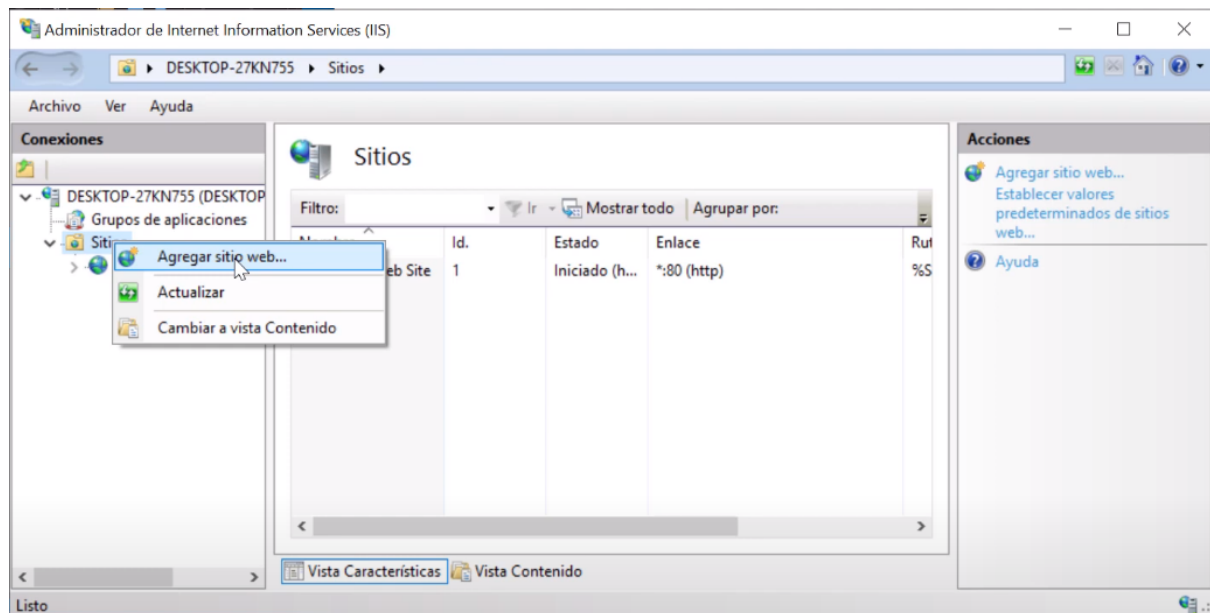 Administrador de Internet Information Services (IIS)
DESKTOP-27KN755 Sitios
Archivo Ver Ayuda
Conexiones
DESKTOP-27KN755 (DESKTOP
Grupos de aplicaciones
Agregar sitio web...
Actualizar
Cambiar a vista Contenido
Sitios
Filtro: Ir Mostrar todo Agrupar por:
Id. Estado Enlace
eb Site 1 Iniciado (h... *:80 (http) %S
Vista Características Vista Contenido
Acciones
Agregar sitio web...
Establecer valores
predeterminados de sitios
web...
Ayuda
Listo